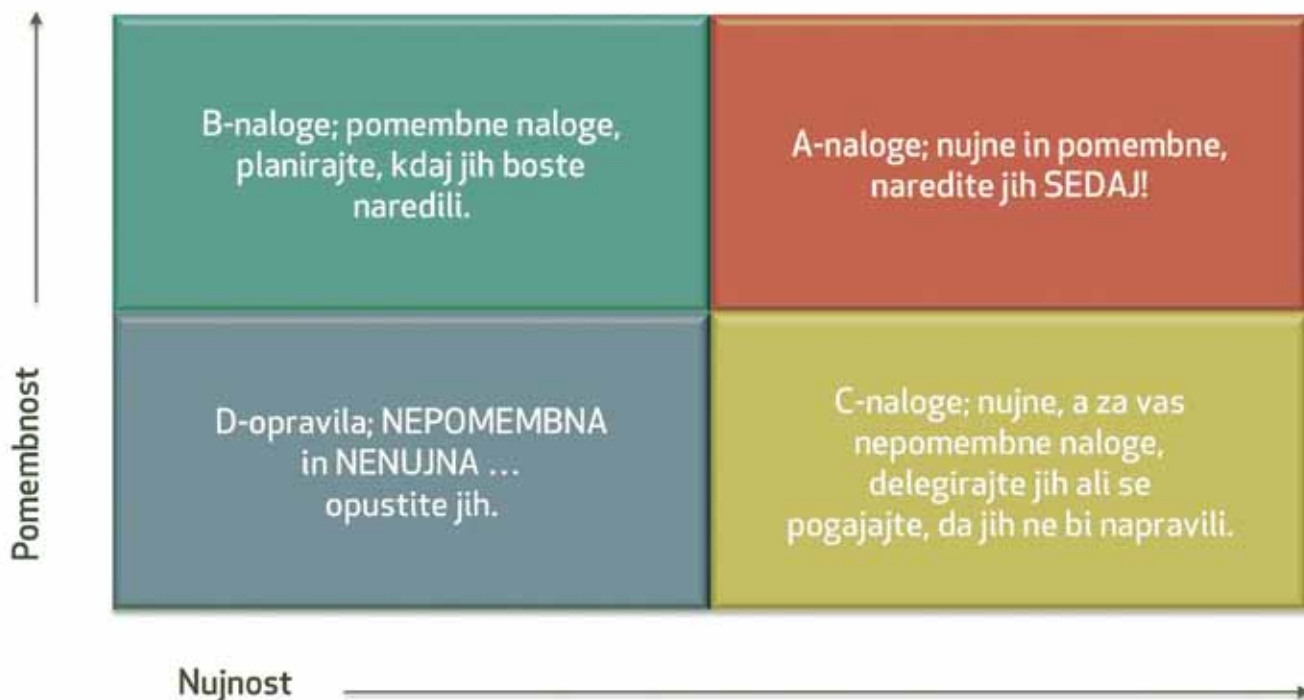 B-naloge; pomembne naloge,
planirajte, kdaj jih boste
naredili.
A-naloge; nujne in pomembne,
naredite jih SEDAJ!
D-opravila; NEPOMEMBNA
in NENUJNA ...
opustite jih.
C-naloge; nujne, a za vas
nepomembne naloge,
delegirajte jih ali se
pogajajte, da jih ne bi napravili.
Pomembnost
Nujnost